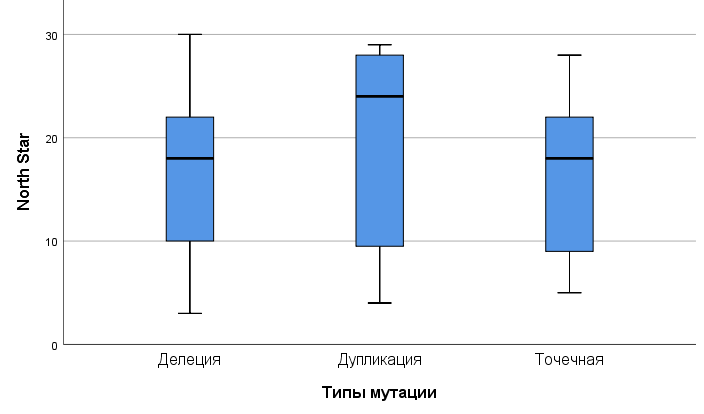 30
20
10
0
North Star
Делеция
Дупликация
Точечная
Типы мутации